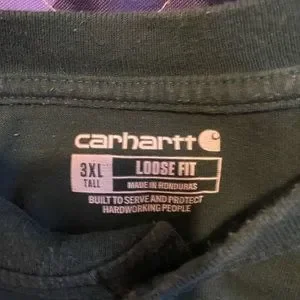 carhartt
3XL LOOSE FIT
TALL MADE IN HONDURAS
BUILT TO SERVE AND PROTECT
HARDWORKING PEOPLE